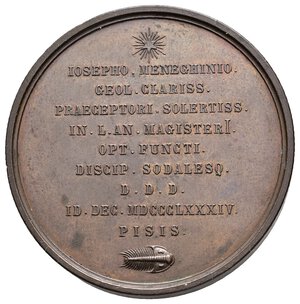 IOSEPHO. MENEGHINIO.
GEOL. CLARISS.
PRAECEPTORI. SOLERTISS.
IN. L. AN. MAGISTERI
OPT. FUNCTI.
DISCIP. SODALESQ.
D. D. D.
ID. DEC. MDCCCLXXXIV.
PISIS.